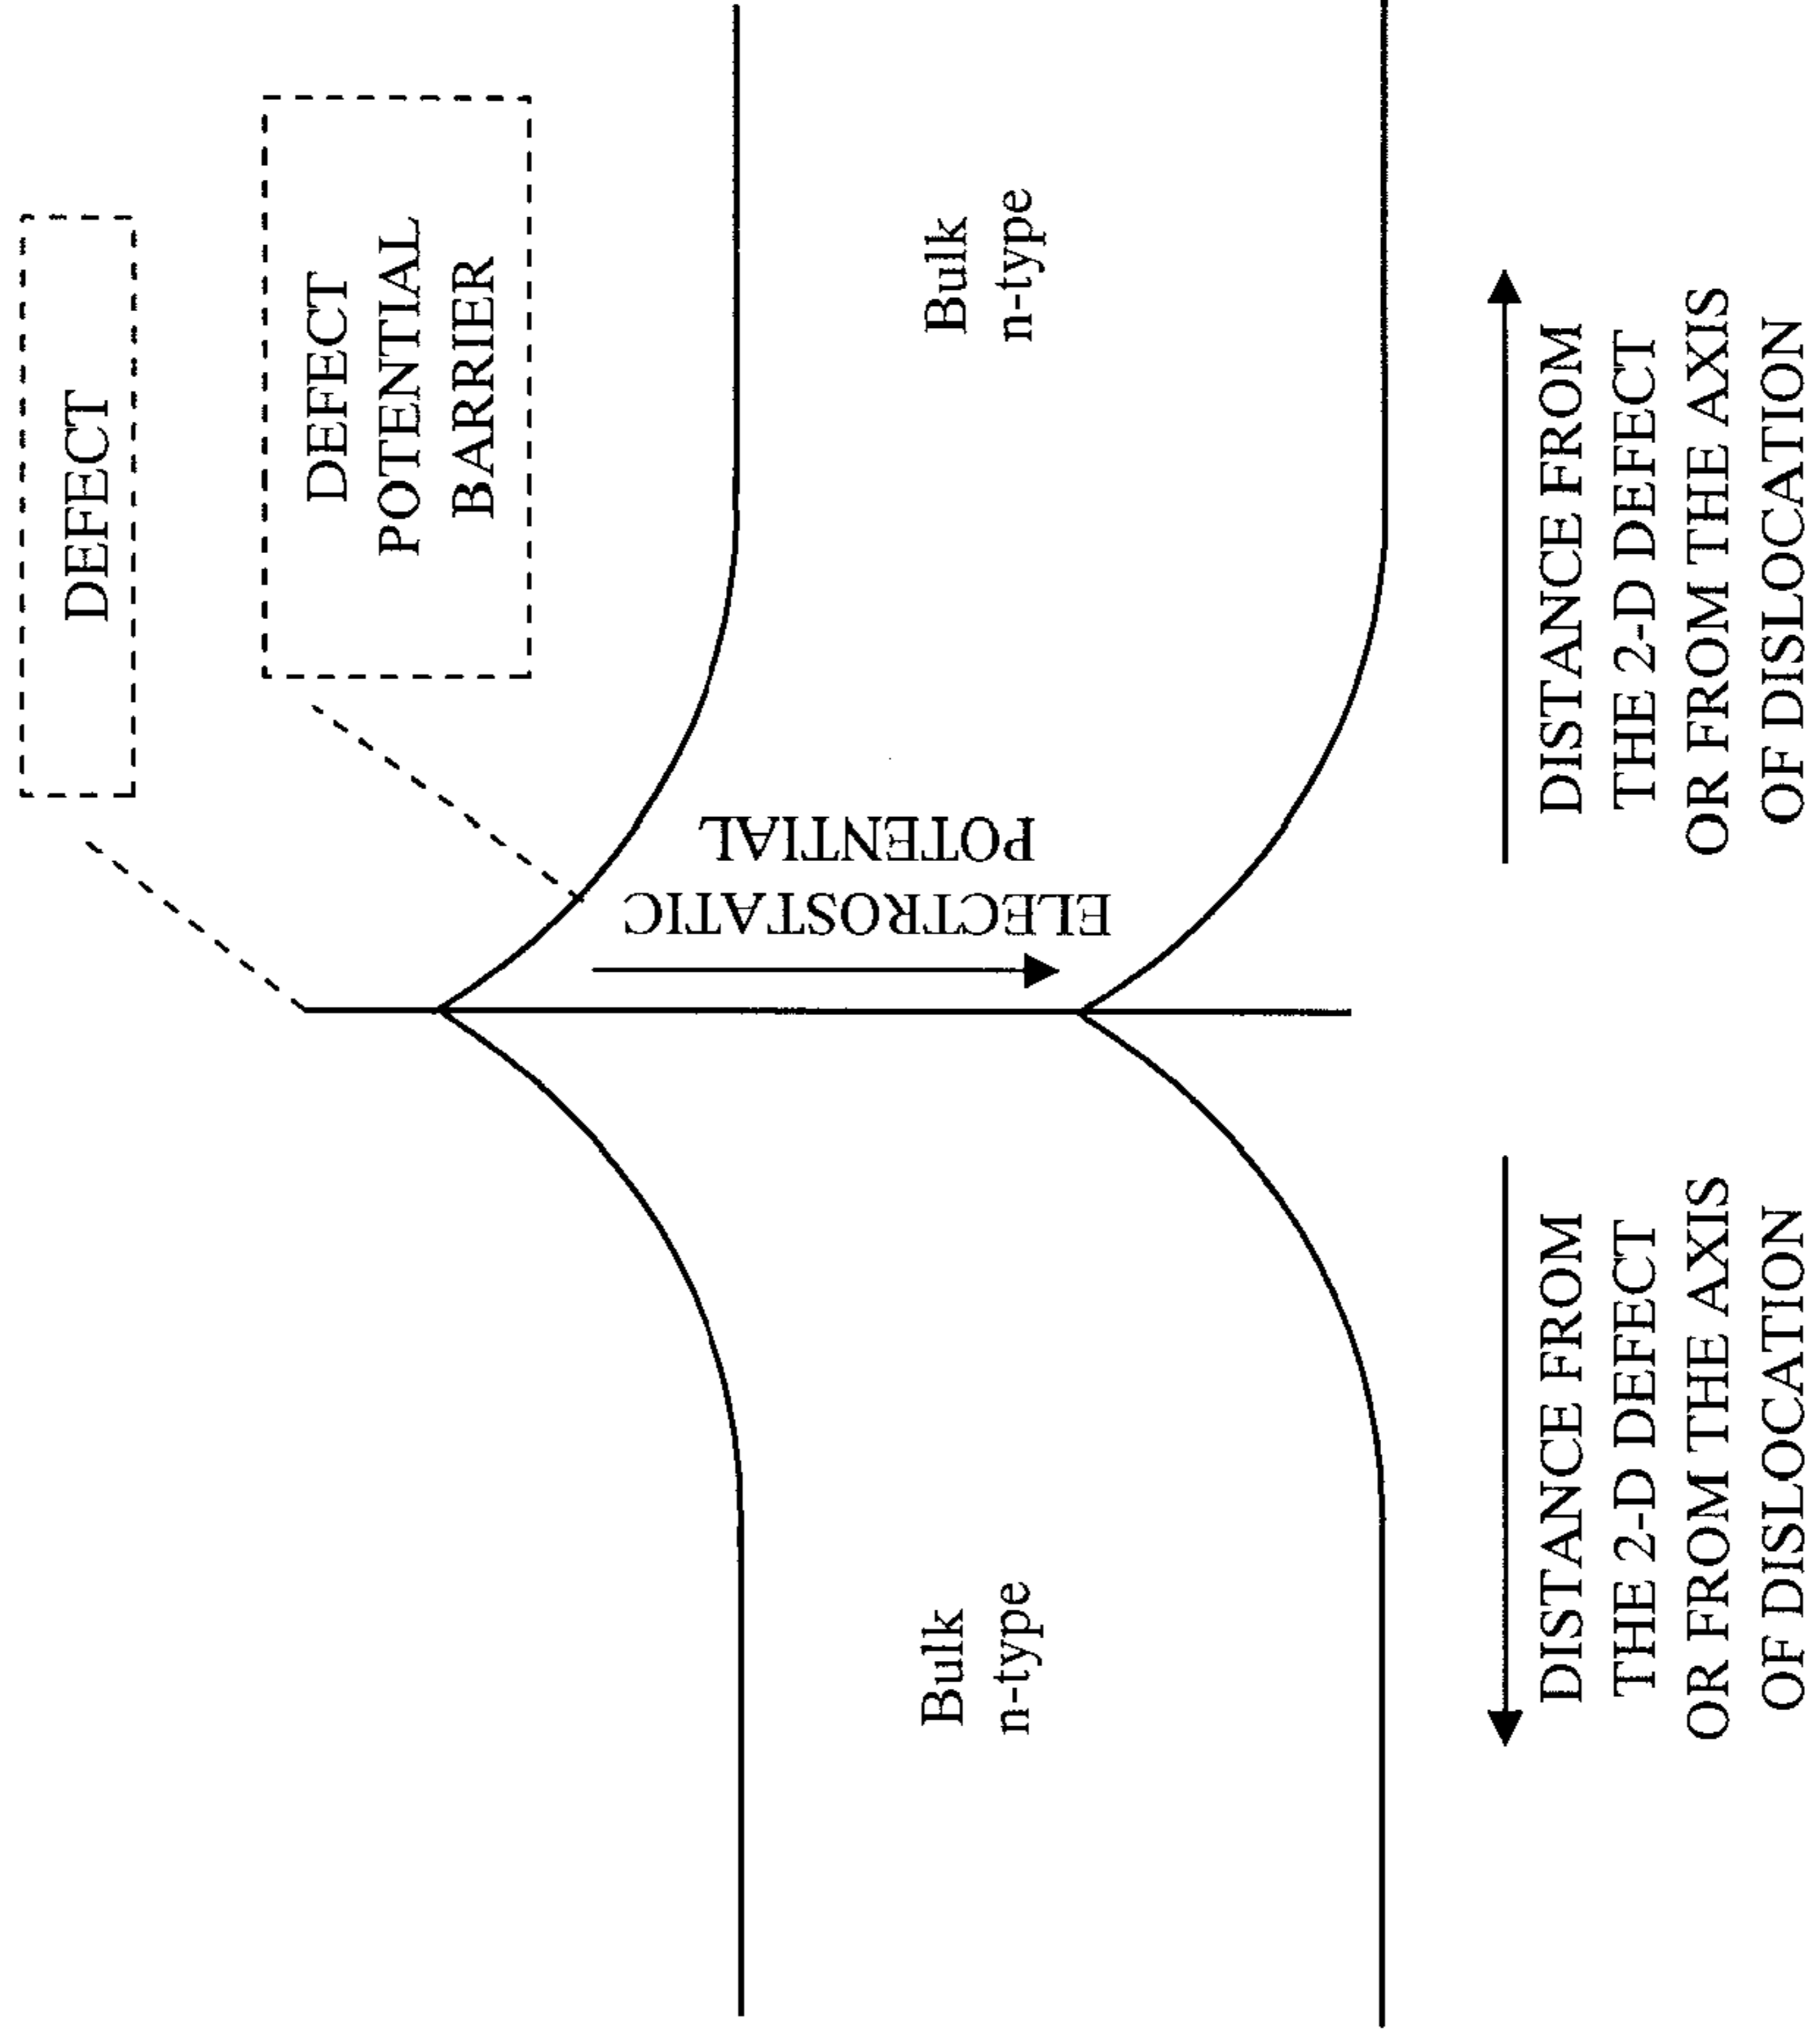 DEFECT
DEFECT
POTENTIAL
BARRIER
ELECTROSTATIC
POTENTIAL
Bulk
n-type
Bulk
n-type
DISTANCE FROM
THE 2-D DEFECT
OR FROM THE AXIS
OF DISLOCATION
DISTANCE FROM
THE 2-D DEFECT
OR FROM THE AXIS
OF DISLOCATION